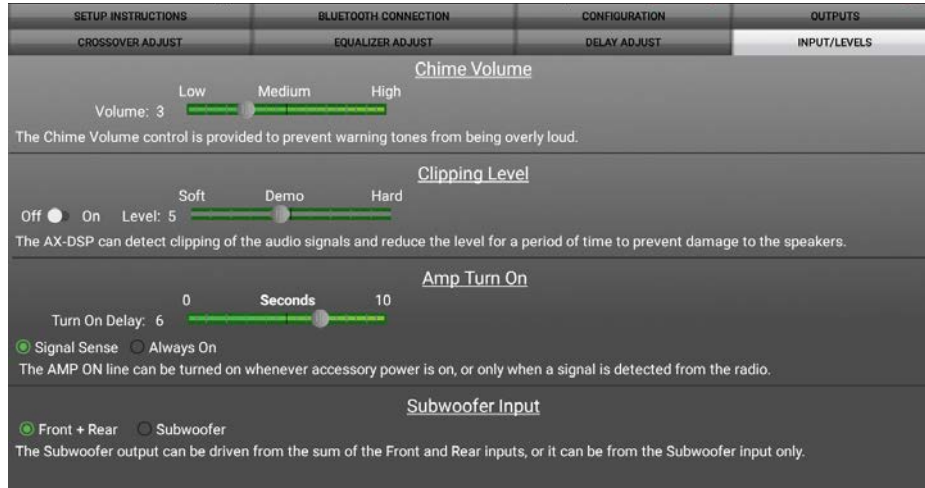 SETUP INSTRUCTIONS BLUETOOTH CONNECTION CONFIGURATION OUTPUTS
CROSSOVER ADJUST EQUALIZER ADJUST DELAY ADJUST INPUT/LEVELS
Chime Volume
Low Medium High
Volume: 3
The Chime Volume control is provided to prevent warning tones from being overly loud.
Clipping Level
Soft Demo Hard
Off On Level: 5
The AX-DSP can detect clipping of the audio signals and reduce the level for a period of time to prevent damage to the speakers.
Amp Turn On
0 Seconds 10
Turn On Delay: 6
Signal Sense Always On
The AMP ON line can be turned on whenever accessory power is on, or only when a signal is detected from the radio.
Subwoofer Input
Front + Rear Subwoofer
The Subwoofer output can be driven from the sum of the Front and Rear inputs, or it can be from the Subwoofer input only.